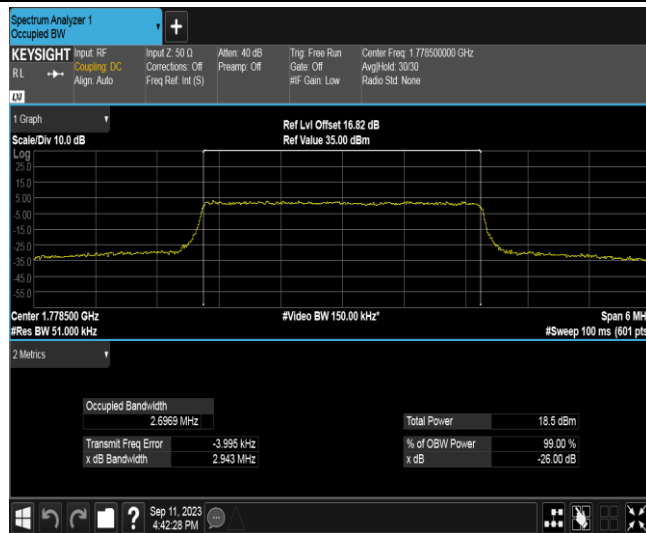 Spectrum Analyzer 1
Occupied BW
+
KEYSIGHT
RL
Input: RF
Coupling: DC
Align: Auto
Input Z: 50 Ω
Corrections: Off
Freq Ref: Int (S)
Atten: 40 dB
Preamp: Off
Trig: Free Run
Gate: Off
#IF Gain: Low
Center Freq: 1.778500000 GHz
Avg|Hold: 30/30
Radio Std: None
LXI
1 Graph
Scale/Div 10.0 dB
Ref Lvl Offset 16.82 dB
Ref Value 35.00 dBm
Log
25.0
15.0
5.00
-5.00
-15.0
-25.0
-35.0
-45.0
-55.0
Center 1.778500 GHz
#Video BW 150.00 kHz*
Span 6 MH
#Res BW 51.000 kHz
#Sweep 100 ms (601 pts
2 Metrics
Occupied Bandwidth
2.6969 MHz
Total Power 18.5 dBm
Transmit Freq Error -3.995 kHz
% of OBW Power 99.00 %
x dB Bandwidth 2.943 MHz
x dB -26.00 dB
?
Sep 11, 2023
4:42:28 PM